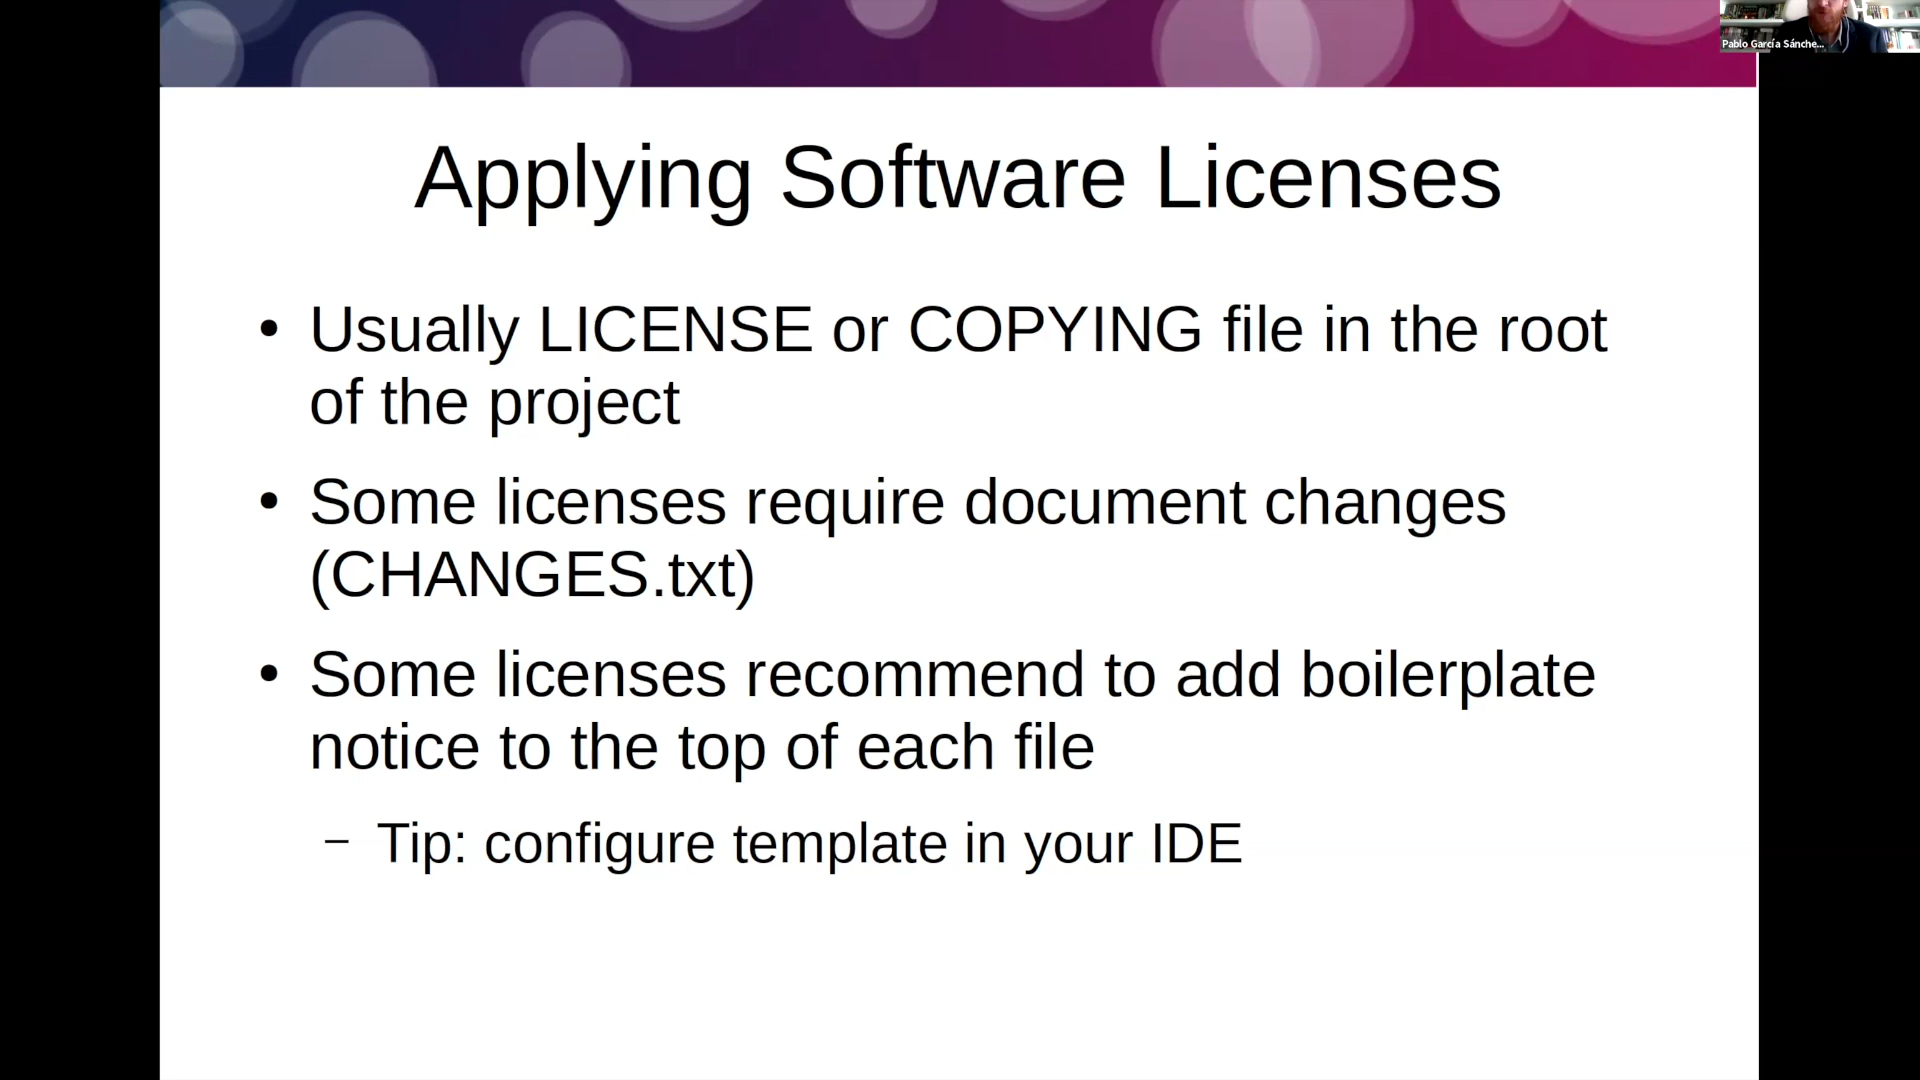 Pablo García Sánche...
Applying Software Licenses
• Usually LICENSE or COPYING file in the root
of the project
• Some licenses require document changes
(CHANGES.txt)
• Some licenses recommend to add boilerplate
notice to the top of each file
– Tip: configure template in your IDE